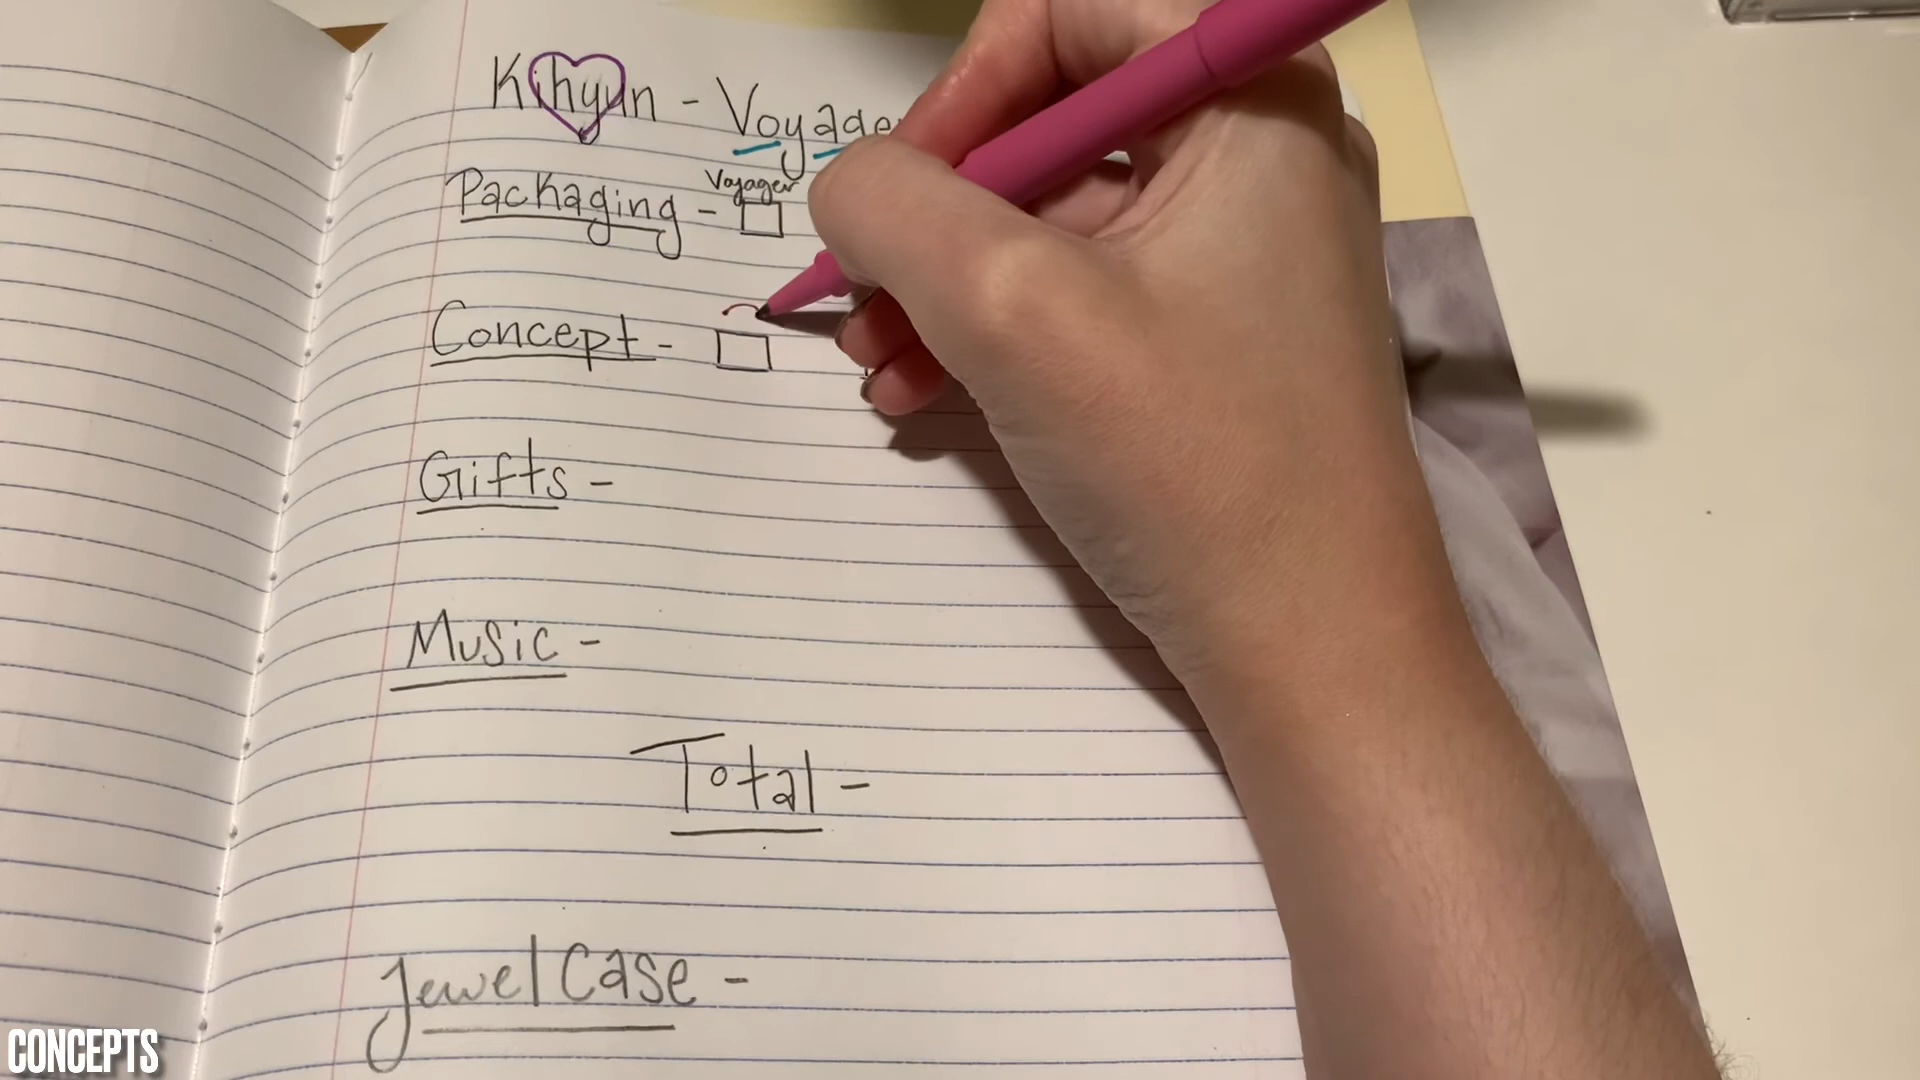 Kihyun - Voyage
Voyager
Packaging -
Concept -
Gifts -
Music -
Total -
Jewel Case -
CONCEPTS